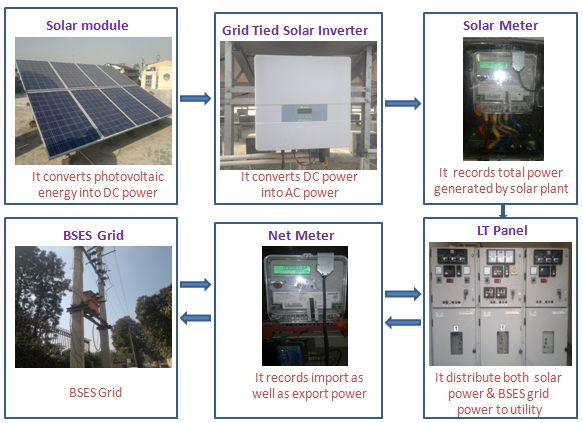 Solar module
It converts photovoltaic
energy into DC power
Grid Tied Solar Inverter
It converts DC power
into AC power
Solar Meter
It records total power
generated by solar plant
BSES Grid
BSES Grid
Net Meter
It records import as
well as export power
LT Panel
It distribute both solar
power & BSES grid
power to utility